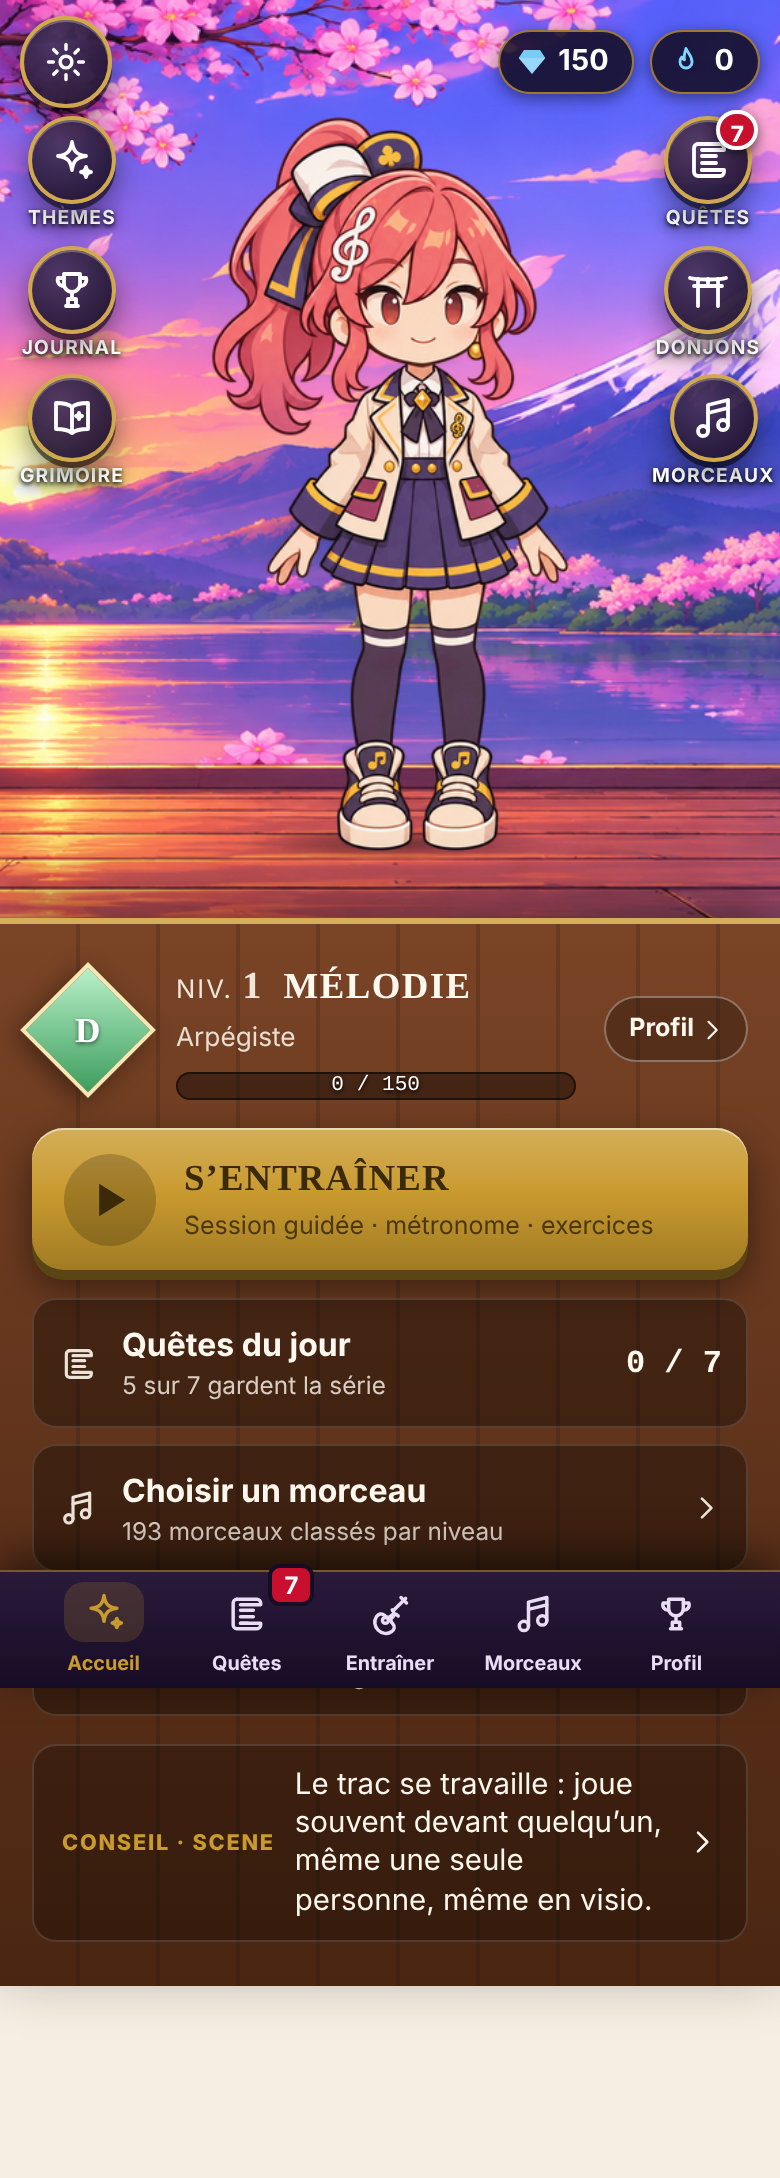 150
0
7
THÈMES
QUÊTES
JOURNAL
DONJONS
GRIMOIRE
MORCEAUX
NIV. 1 MÉLODIE
D
Arpégiste
Profil
0 / 150
S’ENTRAÎNER
Session guidée · métronome · exercices
Quêtes du jour
5 sur 7 gardent la série
0 / 7
Choisir un morceau
193 morceaux classés par niveau
7
Accueil
Quêtes
Entraîner
Morceaux
Profil
CONSEIL · SCENE
Le trac se travaille : joue
souvent devant quelqu’un,
même une seule
personne, même en visio.